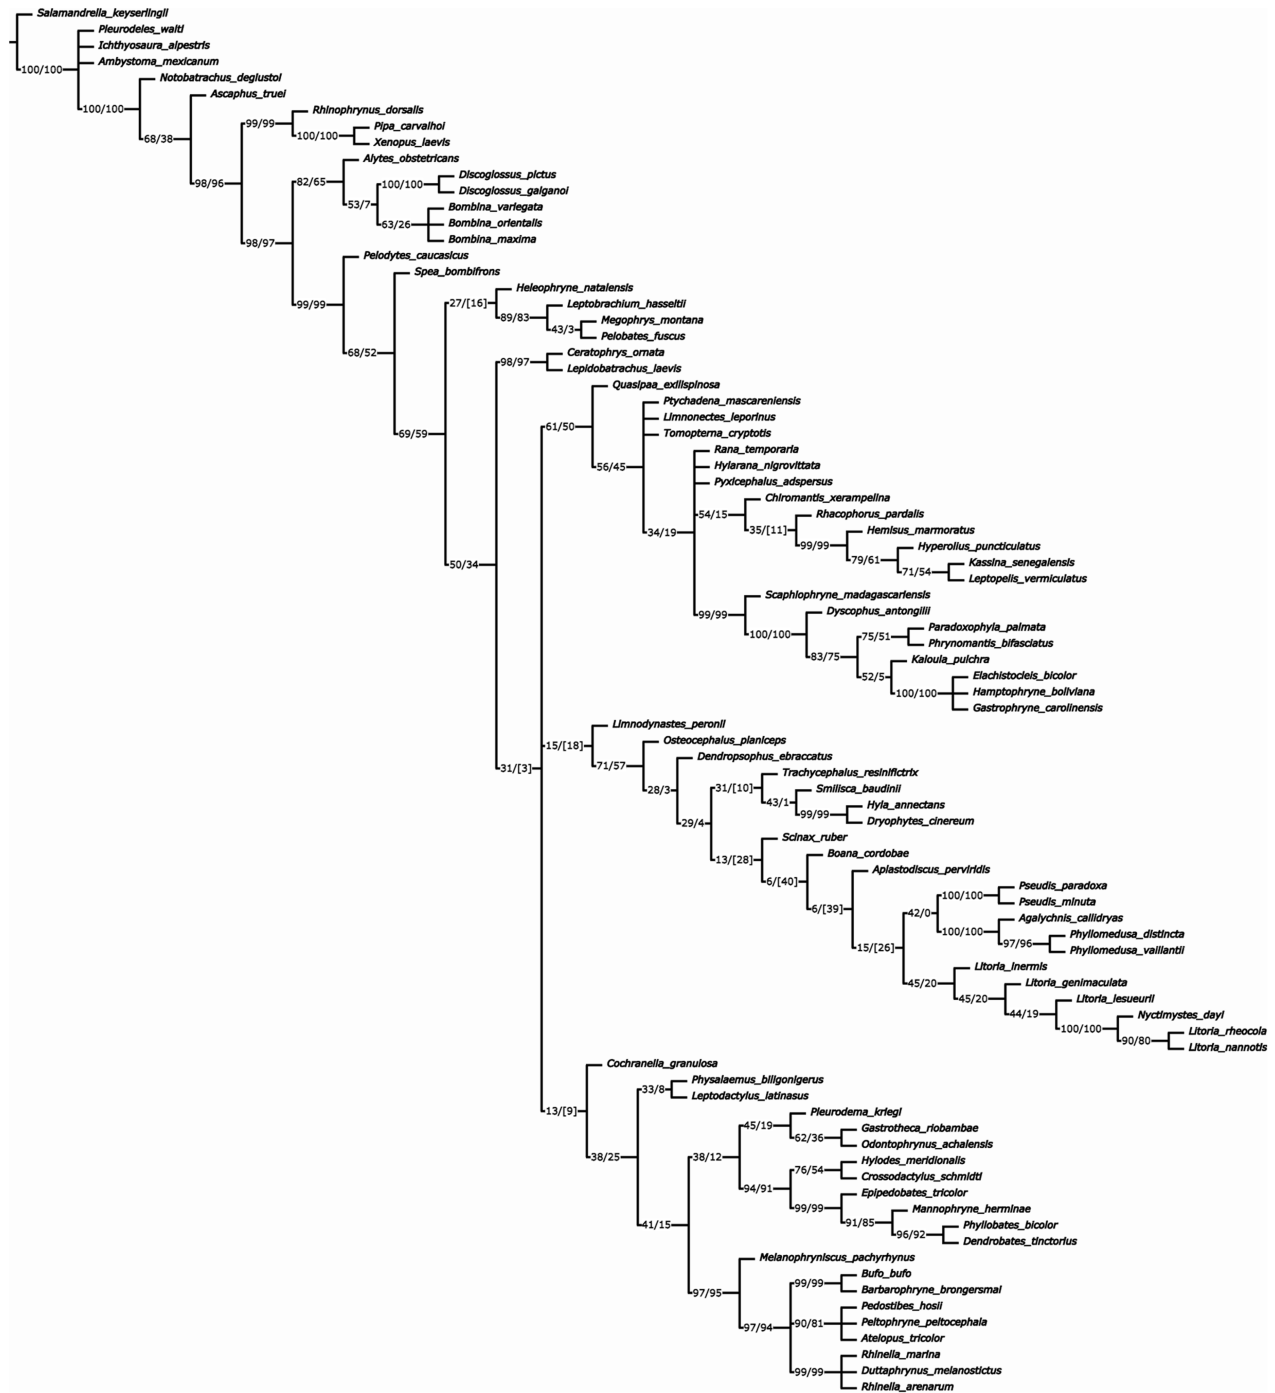 Salamandrella_keyserlingii
Pleurodeles_waltl
Ichthyosaura_alpestris
Ambystoma_mexicanum
100/100
Notobatrachus_degiustoi
Ascaphus_truei
100/100
Rhinophrynus_dorsalis
99/99
Pipa_carvalhoi
100/100
68/38
Xenopus_laevis
Alytes_obstetricans
Discoglossus_pictus
98/96
82/65
100/100
Discoglossus_galganoi
53/7
Bombina_variegata
63/26
Bombina_orientalis
98/97
Bombina_maxima
Pelodytes_caucasicus
Spea_bombifrons
Heleophryne_natalensis
99/99
27/[16]
Leptobrachium_hasseltii
89/83
Megophrys_montana
43/3
Pelobates_fuscus
68/52
Ceratophrys_ornata
98/97
Lepidobatrachus_laevis
Quasipaa_exilispinosa
Ptychadena_mascareniensis
Limnonectes_leporinus
61/50
69/59
Tomopterna_cryptotis
Rana_temporaria
56/45
Hylarana_nigrovittata
Pyxicephalus_adspersus
Chiromantis_xerampelina
54/15
Rhacophorus_pardalis
34/19
35/[11]
Hemisus_marmoratus
99/99
Hyperolius_puncticulatus
79/61
Kassina_senegalensis
50/34
71/54
Leptopelis_vermiculatus
Scaphiophryne_madagascariensis
99/99
Dyscophus_antongilii
Paradoxophyla_palmata
100/100
75/51
Phrynomantis_bifasciatus
83/75
Kaloula_pulchra
52/5
Elachistocleis_bicolor
100/100
Hamptophryne_boliviana
Gastrophryne_carolinensis
Limnodynastes_peronii
15/[18]
Osteocephalus_planiceps
Dendropsophus_ebraccatus
31/[3]
71/57
Trachycephalus_resinifictrix
28/3
31/[10]
Smilisca_baudinii
43/1
Hyla_annectans
99/99
29/4
Dryophytes_cinereum
Scinax_ruber
13/[28]
Boana_cordobae
Aplastodiscus_perviridis
6/[40]
Pseudis_paradoxa
100/100
Pseudis_minuta
6/[39]
42/0
Agalychnis_callidryas
100/100
Phyllomedusa_distincta
15/[26]
97/96
Phyllomedusa_vaillantii
Litoria_inermis
45/20
Litoria_genimaculata
45/20
Litoria_lesueurii
44/19
Nyctimystes_dayi
100/100
Litoria_rheocola
90/80
Litoria_nannotis
Cochranella_granulosa
Physalaemus_biligonigerus
33/8
Leptodactylus_latinasus
13/[9]
Pleurodema_kriegi
45/19
Gastrotheca_riobambae
62/36
Odontophrynus_achalensis
38/25
38/12
Hylodes_meridionalis
76/54
Crossodactylus_schmidti
94/91
Epipedobates_tricolor
99/99
Mannophryne_herminae
41/15
91/85
Phyllobates_bicolor
96/92
Dendrobates_tinctorius
Melanophryniscus_pachyrhynus
Bufo_bufo
99/99
Barbarophryne_brongersmai
97/95
Pedostibes_hosii
97/94
90/81
Peltophryne_peltocephala
Atelopus_tricolor
Rhinella_marina
99/99
Duttaphrynus_melanostictus
Rhinella_arenarum